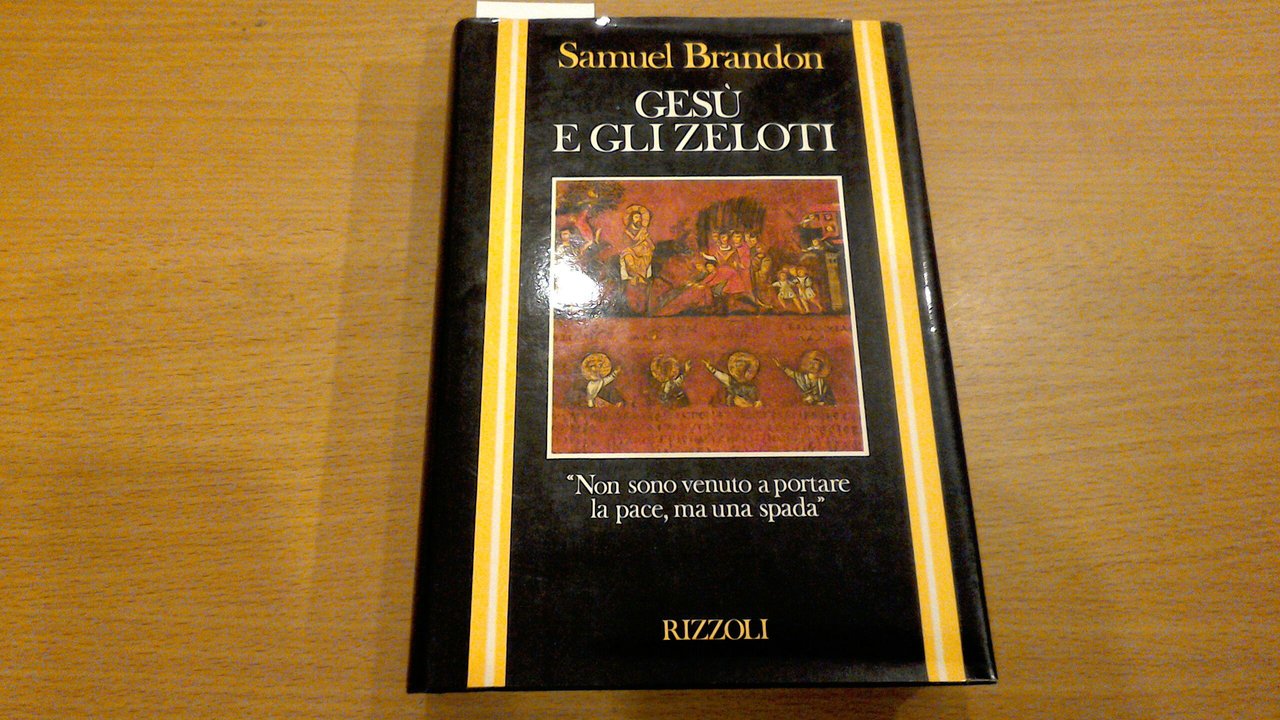 Samuel Brandon
GESÙ
E GLI ZELOTI
“Non sono venuto a portare
la pace, ma una spada”
RIZZOLI